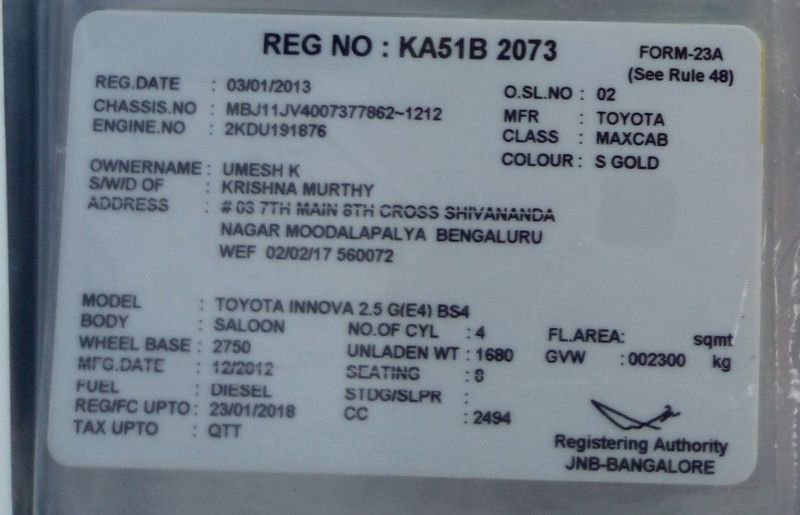 REG NO : KA51B 2073
FORM-23A
(See Rule 48)
REG.DATE : 03/01/2013
O.SL.NO : 02
CHASSIS.NO : MBJ11JV4007377862~1212
MFR : TOYOTA
ENGINE.NO : 2KDU191876
CLASS : MAXCAB
COLOUR : S GOLD
OWNERNAME : UMESH K
S/W/D OF : KRISHNA MURTHY
ADDRESS : # 03 7TH MAIN 8TH CROSS SHIVANANDA
NAGAR MOODALAPALYA BENGALURU
WEF 02/02/17 560072
MODEL : TOYOTA INNOVA 2.5 G(E4) BS4
BODY : SALOON NO.OF CYL : 4 FL.AREA: sqmt
WHEEL BASE : 2750 UNLADEN WT : 1680 GVW : 002300 kg
MFG.DATE : 12/2012 SEATING : 8
FUEL : DIESEL STDG/SLPR :
REG/FC UPTO : 23/01/2018 CC : 2494
TAX UPTO : QTT
Registering Authority
JNB-BANGALORE